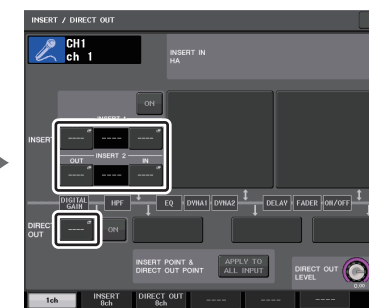 INSERT / DIRECT OUT
CH1
ch 1
INSERT IN
HA
ON
INSERT 1
INSERT
---- ---- ----
OUT INSERT 2 IN
---- ---- ----
DIGITAL GAIN HPF EQ DYNA1 DYNA2 DELAY FADER ON/OFF
DIRECT OUT
---- ON
INSERT POINT & DIRECT OUT POINT
APPLY TO ALL INPUT
DIRECT OUT LEVEL
0.00
1ch
INSERT 8ch
DIRECT OUT 8ch
---- ---- ----